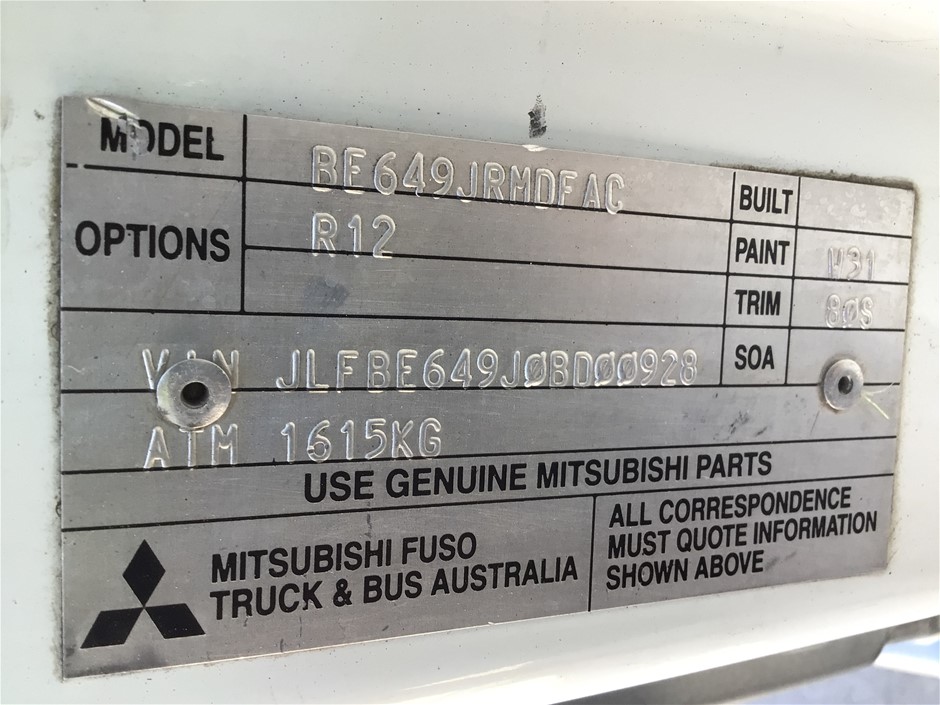 MODEL BE649JRMDFAC BUILT
OPTIONS R12 PAINT W31
TRIM 80S
VIN JLFBE649J0BD00928 SOA
ATM 1615KG
USE GENUINE MITSUBISHI PARTS
MITSUBISHI FUSO
TRUCK & BUS AUSTRALIA
ALL CORRESPONDENCE
MUST QUOTE INFORMATION
SHOWN ABOVE